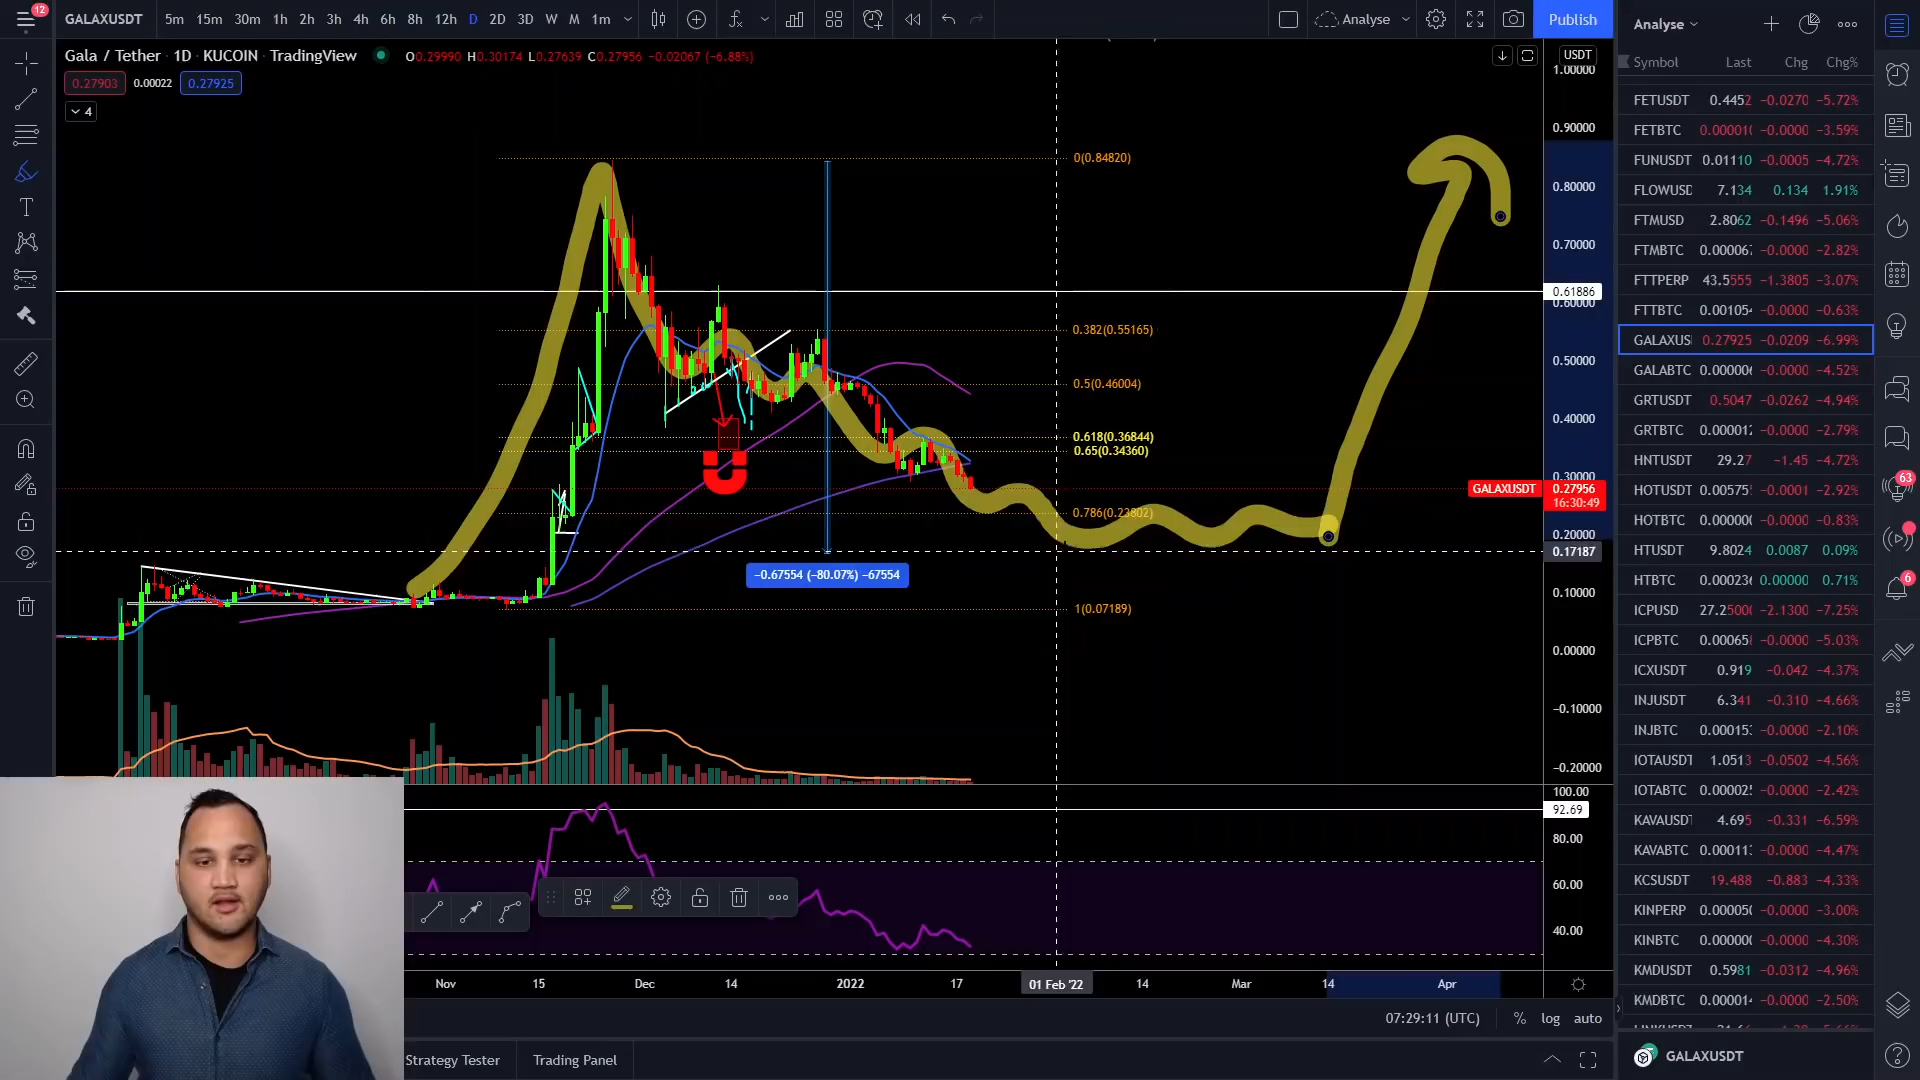 12
GALAXUSDT 5m 15m 30m 1h 2h 3h 4h 6h 8h 12h D 2D 3D W M 1m Analyse Publish
Gala / Tether · 1D · KUCOIN · TradingView O0.29990 H0.30174 L0.27639 C0.27956 −0.02067 (−6.88%)
0.27903 0.00022 0.27925
4
USDT
1.00000
0.90000
0.80000
0.70000
0.61886
0.60000
0.50000
0.40000
0.30000
GALAXUSDT 0.27956
16:30:49
0.20000
0.17187
0.10000
0.00000
−0.10000
−0.20000
0(0.84820)
0.382(0.55165)
0.5(0.46004)
0.618(0.36844)
0.65(0.34360)
0.786(0.23802)
1(0.07189)
−0.67554 (−80.07%) −67554
100.00
92.69
80.00
60.00
40.00
Nov 15 Dec 14 2022 17 01 Feb '22 14 Mar 14 Apr
07:29:11 (UTC) % log auto
Strategy Tester Trading Panel
Analyse
Symbol Last Chg Chg%
FETUSDT 0.4452 −0.0270 −5.72%
FETBTC 0.000010 −0.0000 −3.59%
FUNUSDT 0.01110 −0.0005 −4.72%
FLOWUSD 7.134 0.134 1.91%
FTMUSD 2.8062 −0.1496 −5.06%
FTMBTC 0.00006 −0.0000 −2.82%
FTTPERP 43.5555 −1.3805 −3.07%
FTTBTC 0.001054 −0.0000 −0.63%
GALAXUS 0.27925 −0.0209 −6.99%
GALABTC 0.000006 −0.0000 −4.52%
GRTUSDT 0.5047 −0.0262 −4.94%
GRTBTC 0.000012 −0.0000 −2.79%
HNTUSDT 29.27 −1.45 −4.72%
HOTUSDT 0.00575 −0.0001 −2.92%
HOTBTC 0.00000 −0.0000 −0.83%
HTUSDT 9.8024 0.0087 0.09%
HTBTC 0.000236 0.00000 0.71%
ICPUSD 27.2500 −2.1300 −7.25%
ICPBTC 0.00065 −0.0000 −5.03%
ICXUSDT 0.919 −0.042 −4.37%
INJUSDT 6.341 −0.310 −4.66%
INJBTC 0.00015 −0.0000 −2.10%
IOTAUSDT 1.0513 −0.0502 −4.56%
IOTABTC 0.00002 −0.0000 −2.42%
KAVAUSDT 4.695 −0.331 −6.59%
KAVABTC 0.00011 −0.0000 −4.47%
KCSUSDT 19.488 −0.883 −4.33%
KINPERP 0.000050 −0.0000 −3.00%
KINBTC 0.00000 −0.0000 −4.30%
KMDUSDT 0.5981 −0.0312 −4.96%
KMDBTC 0.000014 −0.0000 −2.50%
GALAXUSDT
63
6